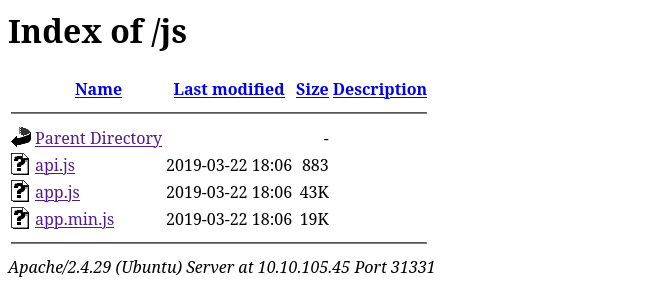 Index of /js
Name Last modified Size Description
Parent Directory -
api.js 2019-03-22 18:06 883
app.js 2019-03-22 18:06 43K
app.min.js 2019-03-22 18:06 19K
Apache/2.4.29 (Ubuntu) Server at 10.10.105.45 Port 31331